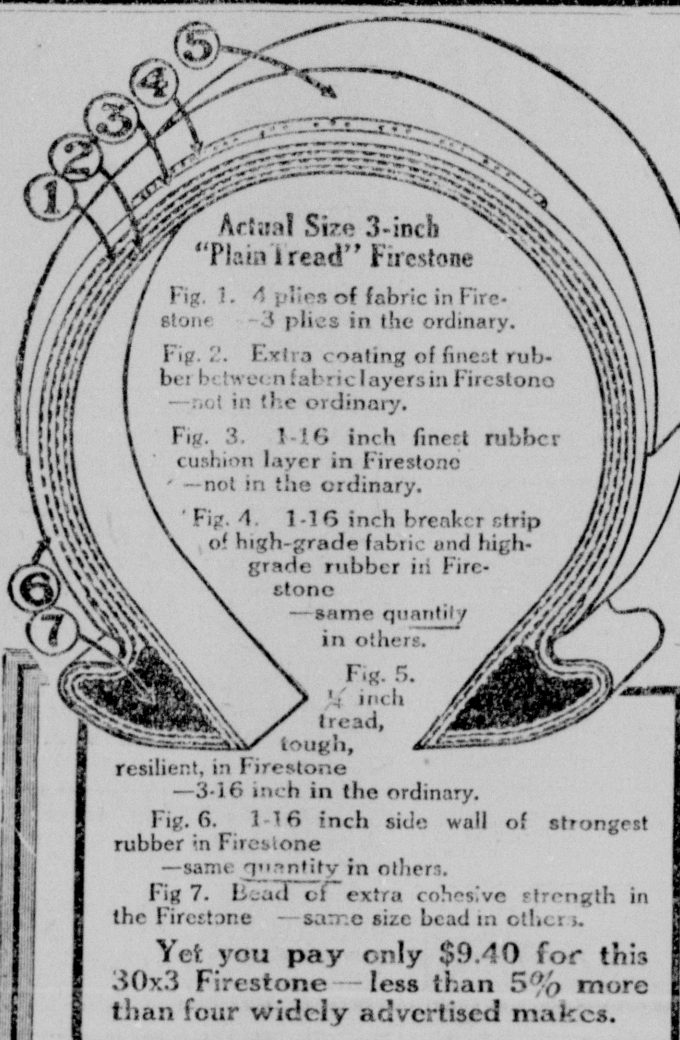 5
4
3
2
1
Actual Size 3-inch
"Plain Tread" Firestone
Fig. 1. 4 plies of fabric in Fire-
stone —3 plies in the ordinary.
Fig. 2. Extra coating of finest rub-
ber between fabric layers in Firestone
—not in the ordinary.
Fig. 3. 1-16 inch finest rubber
cushion layer in Firestone
—not in the ordinary.
Fig. 4. 1-16 inch breaker strip
of high-grade fabric and high-
grade rubber in Fire-
stone
—same quantity
in others.
6
7
Fig. 5.
¼ inch
tread,
tough,
resilient, in Firestone
—3-16 inch in the ordinary.
Fig. 6. 1-16 inch side wall of strongest
rubber in Firestone
—same quantity in others.
Fig 7. Bead of extra cohesive strength in
the Firestone —same size bead in others.
Yet you pay only $9.40 for this
30x3 Firestone—less than 5% more
than four widely advertised makes.